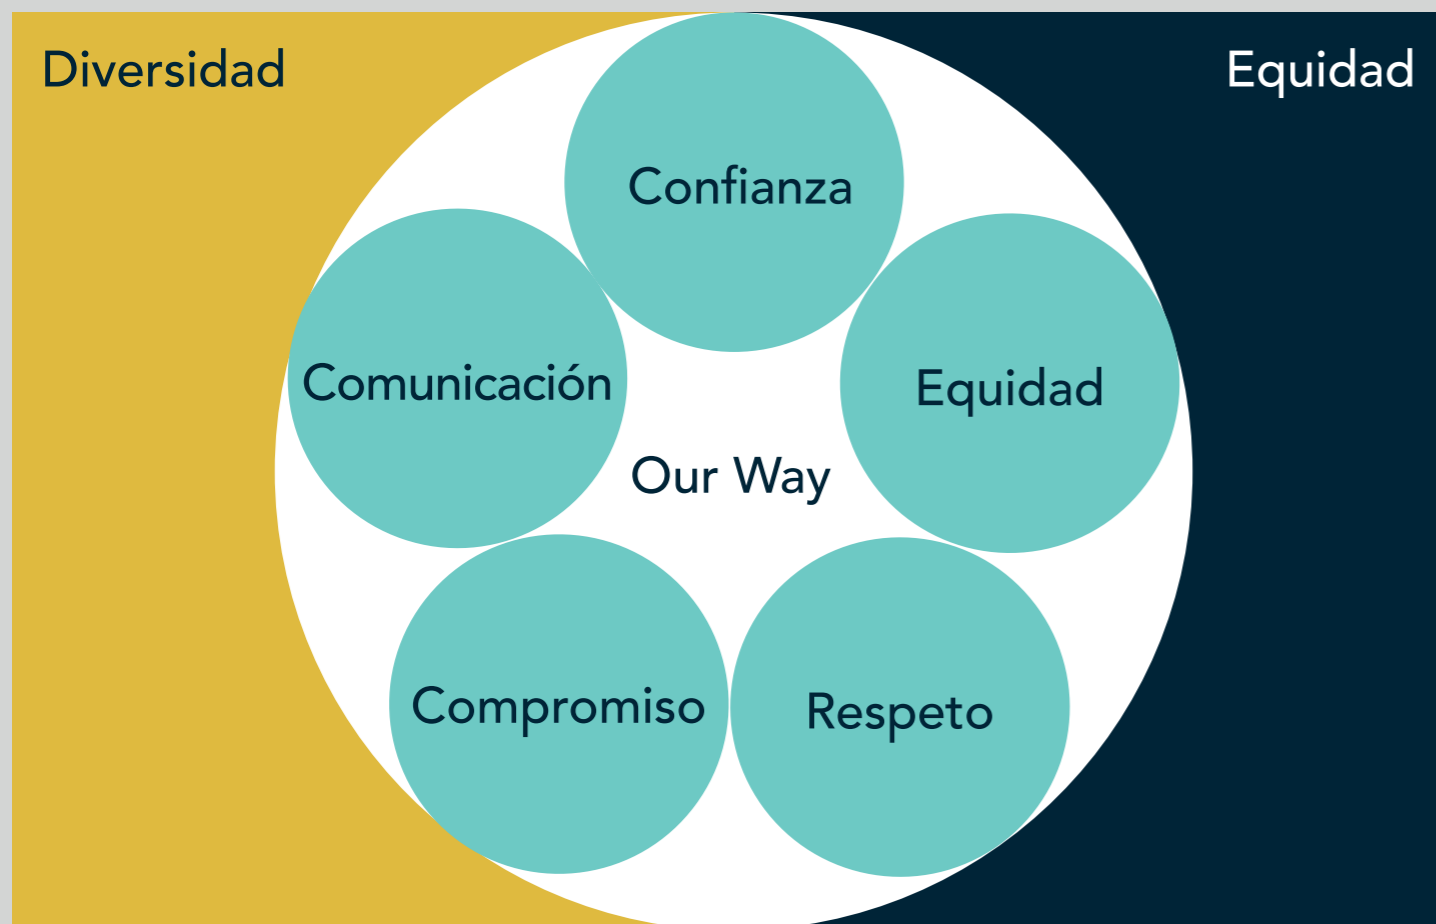 Diversidad
Equidad
Confianza
Comunicación
Equidad
Our Way
Compromiso
Respeto